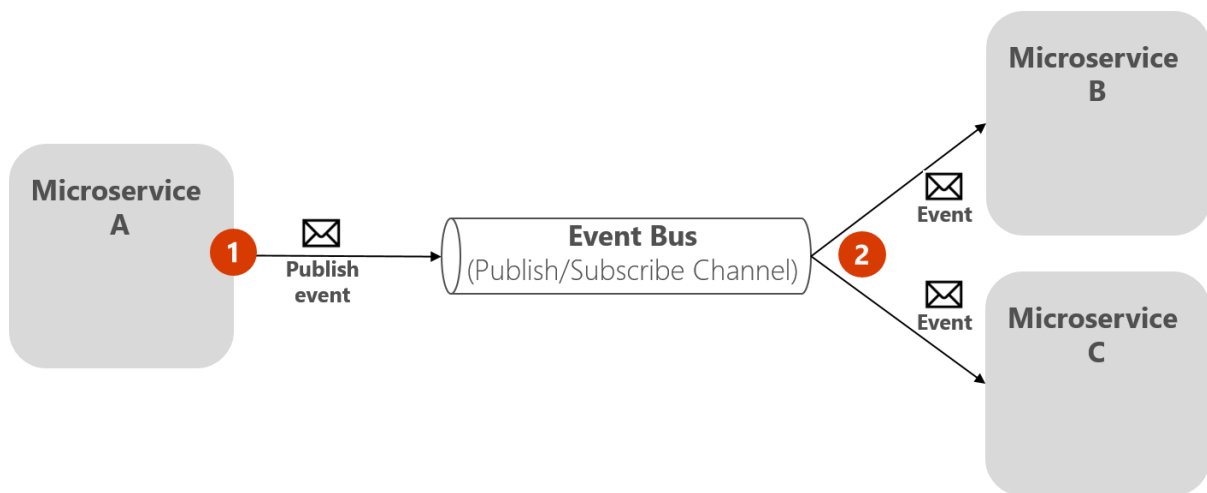 Microservice
A
1
Publish
event
Event Bus
(Publish/Subscribe Channel)
2
Event
Microservice
B
Event
Microservice
C